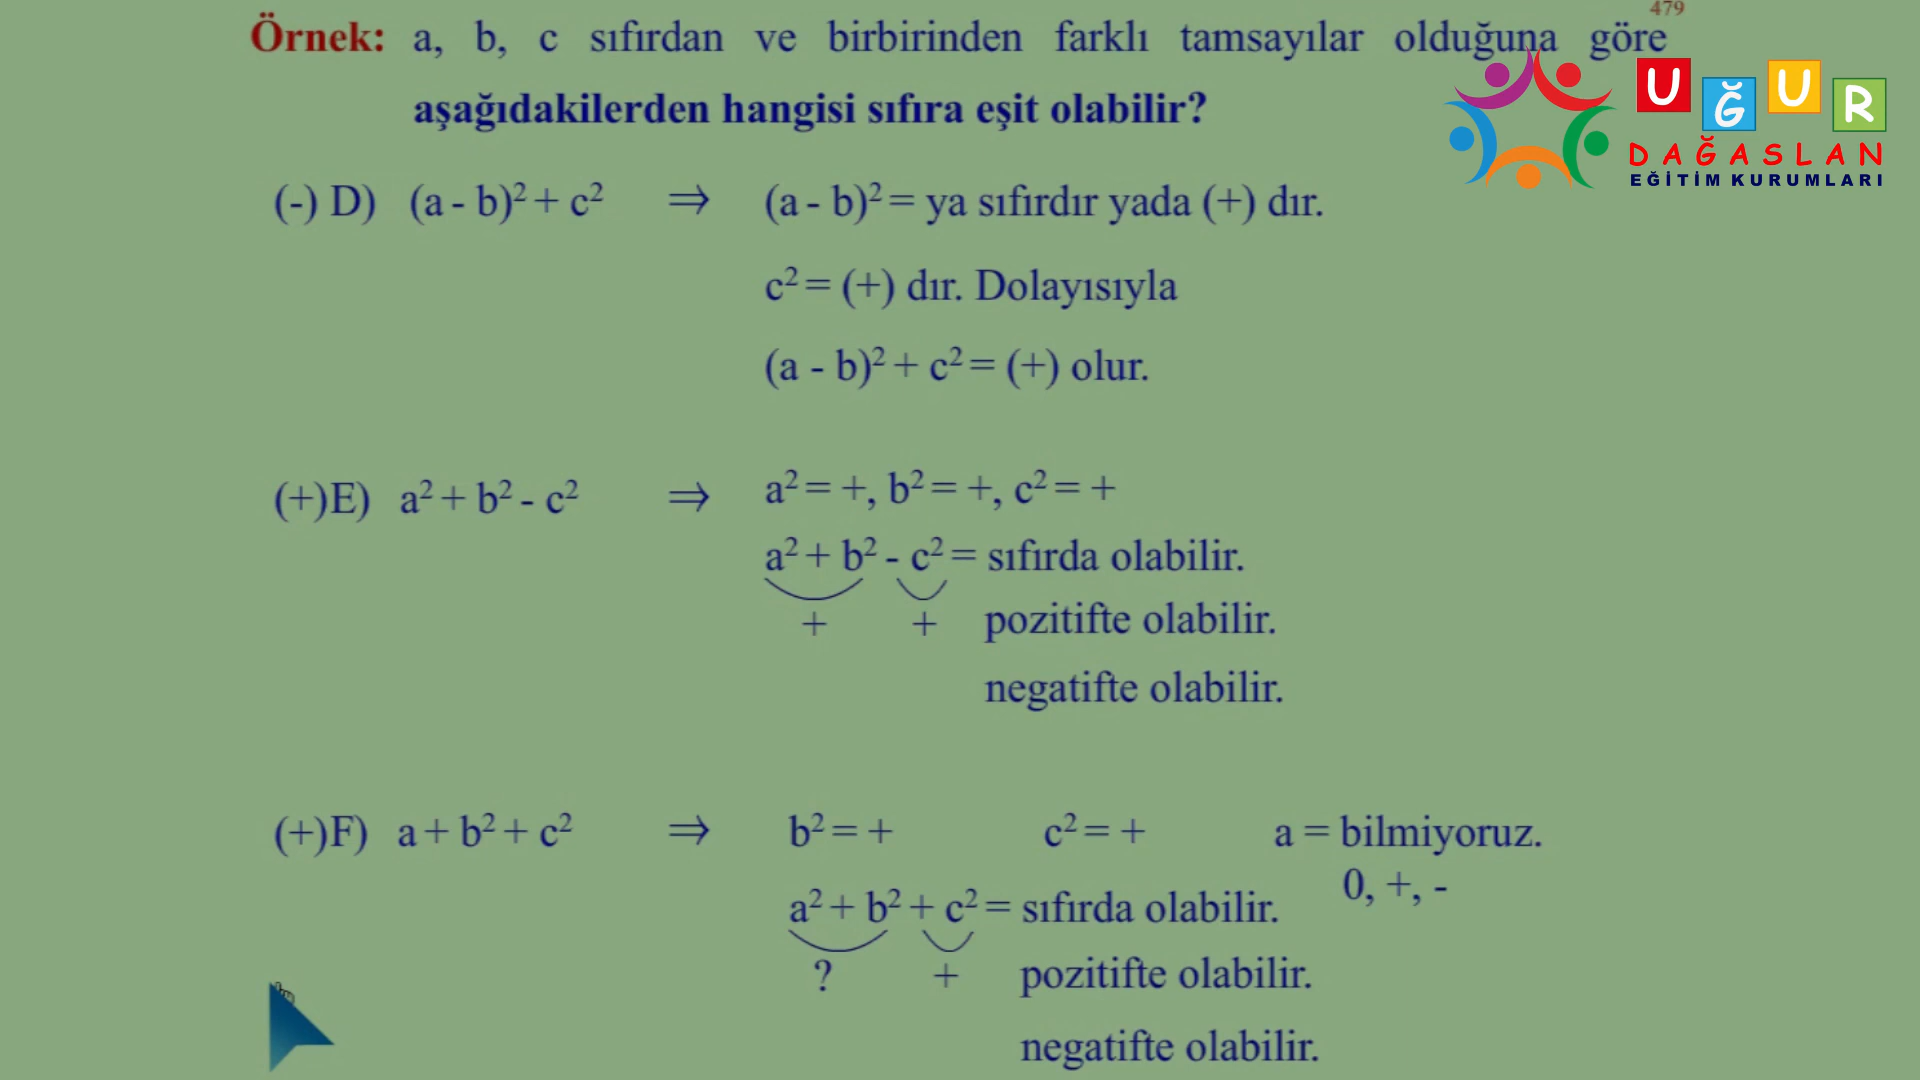 479
Örnek: a, b, c sıfırdan ve birbirinden farklı tamsayılar olduğuna göre
aşağıdakilerden hangisi sıfıra eşit olabilir?
UĞUR
DAĞASLAN
EĞİTİM KURUMLARI
(-) D) (a - b)² + c² ⇒ (a - b)² = ya sıfırdır yada (+) dır.
c² = (+) dır. Dolayısıyla
(a - b)² + c² = (+) olur.
(+)E) a² + b² - c² ⇒ a² = +, b² = +, c² = +
a² + b² - c² = sıfırda olabilir.
+ + pozitifte olabilir.
negatifte olabilir.
(+)F) a + b² + c² ⇒ b² = + c² = + a = bilmiyoruz.
0, +, -
a² + b² + c² = sıfırda olabilir.
? + pozitifte olabilir.
negatifte olabilir.